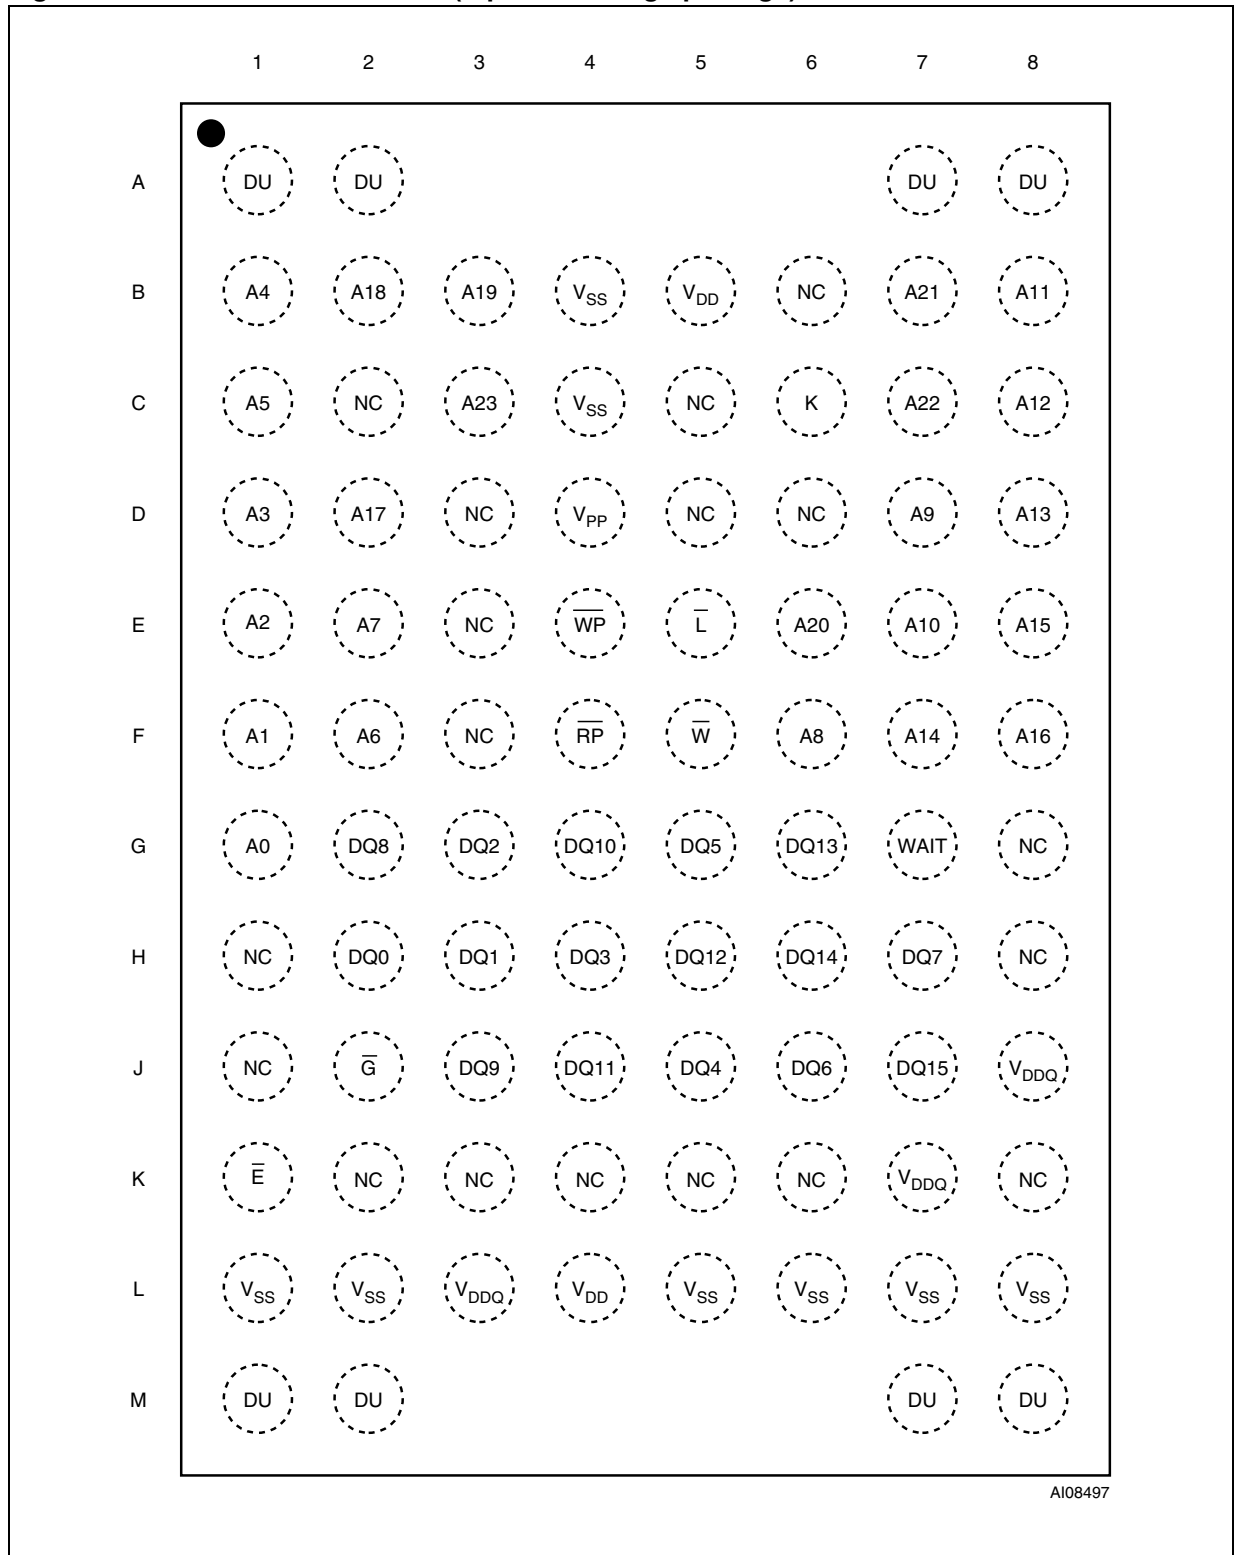 1 2 3 4 5 6 7 8
A DU DU DU DU
B A4 A18 A19 VSS VDD NC A21 A11
C A5 NC A23 VSS NC K A22 A12
D A3 A17 NC VPP NC NC A9 A13
E A2 A7 NC W̅P̅ L̅ A20 A10 A15
F A1 A6 NC R̅P̅ W̅ A8 A14 A16
G A0 DQ8 DQ2 DQ10 DQ5 DQ13 WAIT NC
H NC DQ0 DQ1 DQ3 DQ12 DQ14 DQ7 NC
J NC G̅ DQ9 DQ11 DQ4 DQ6 DQ15 VDDQ
K E̅ NC NC NC NC NC VDDQ NC
L VSS VSS VDDQ VDD VSS VSS VSS VSS
M DU DU DU DU
AI08497